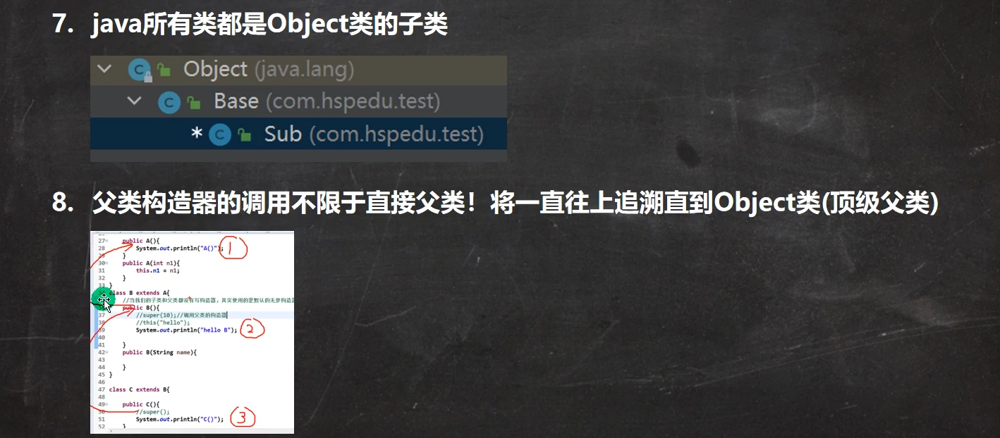 7. java所有类都是Object类的子类
Object (java.lang)
Base (com.hspedu.test)
* Sub (com.hspedu.test)
8. 父类构造器的调用不限于直接父类！将一直往上追溯直到Object类(顶级父类)
27 public A(){
28 System.out.println("A()"); 1
29 }
30 public A(int n1){
31 this.n1 = n1;
32 }
33 }
class B extends A{
//当我们的子类和父类都没有写构造器，其实使用的是默认的无参构造器
public B(){
37 //super(10);//调用父类的构造器
38 //this("hello");
39 System.out.println("hello B"); 2
40
41 }
42 public B(String name){
43
44 }
45 }
46
47 class C extends B{
48
49 public C(){
50 //super();
51 System.out.println("C()"); 3
52 }